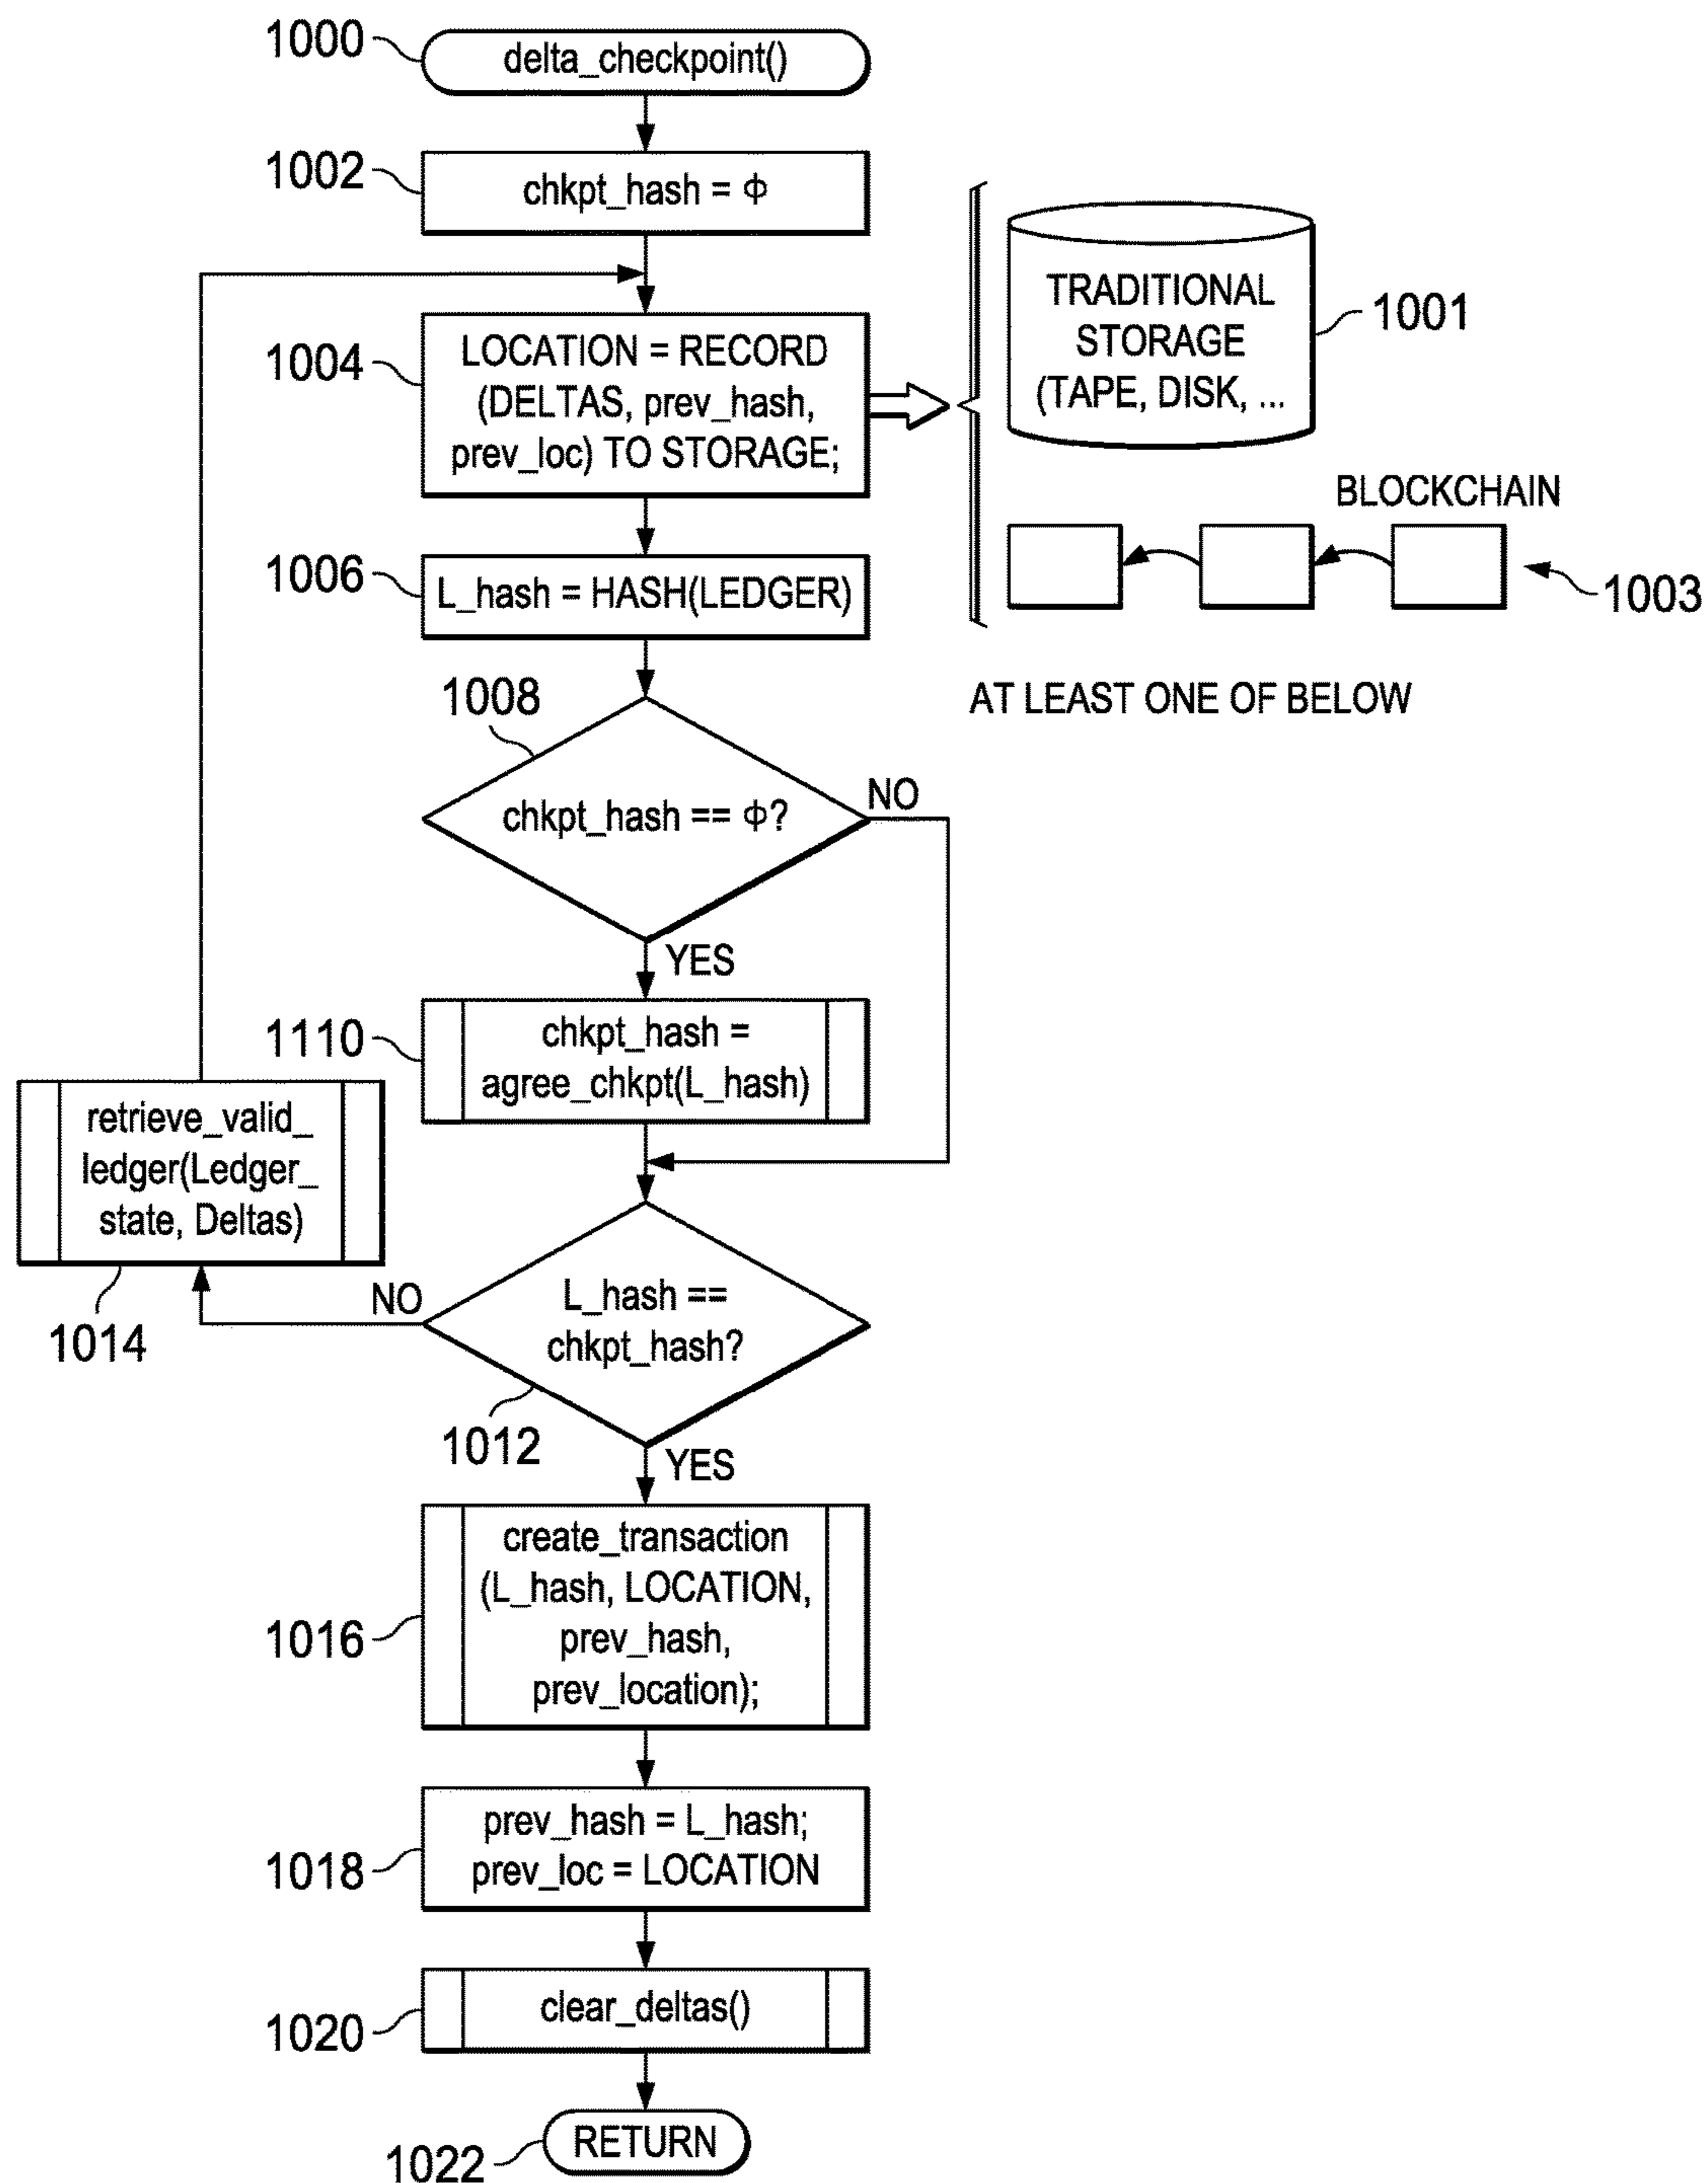 1000
delta_checkpoint()
1002
chkpt_hash = Φ
1004
LOCATION = RECORD
(DELTAS, prev_hash,
prev_loc) TO STORAGE;
TRADITIONAL
STORAGE
(TAPE, DISK, ...
1001
BLOCKCHAIN
1003
AT LEAST ONE OF BELOW
1006
L_hash = HASH(LEDGER)
1008
chkpt_hash == Φ?
NO
YES
1110
chkpt_hash =
agree_chkpt(L_hash)
retrieve_valid_
ledger(Ledger_
state, Deltas)
1014
NO
L_hash ==
chkpt_hash?
1012
YES
1016
create_transaction
(L_hash, LOCATION,
prev_hash,
prev_location);
1018
prev_hash = L_hash;
prev_loc = LOCATION
1020
clear_deltas()
1022
RETURN